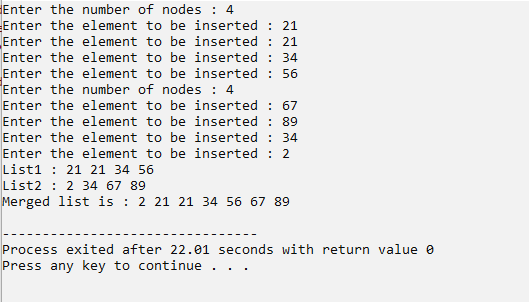 Enter the number of nodes : 4
Enter the element to be inserted : 21
Enter the element to be inserted : 21
Enter the element to be inserted : 34
Enter the element to be inserted : 56
Enter the number of nodes : 4
Enter the element to be inserted : 67
Enter the element to be inserted : 89
Enter the element to be inserted : 34
Enter the element to be inserted : 2
List1 : 21 21 34 56
List2 : 2 34 67 89
Merged list is : 2 21 21 34 56 67 89
--------------------------------
Process exited after 22.01 seconds with return value 0
Press any key to continue . . .